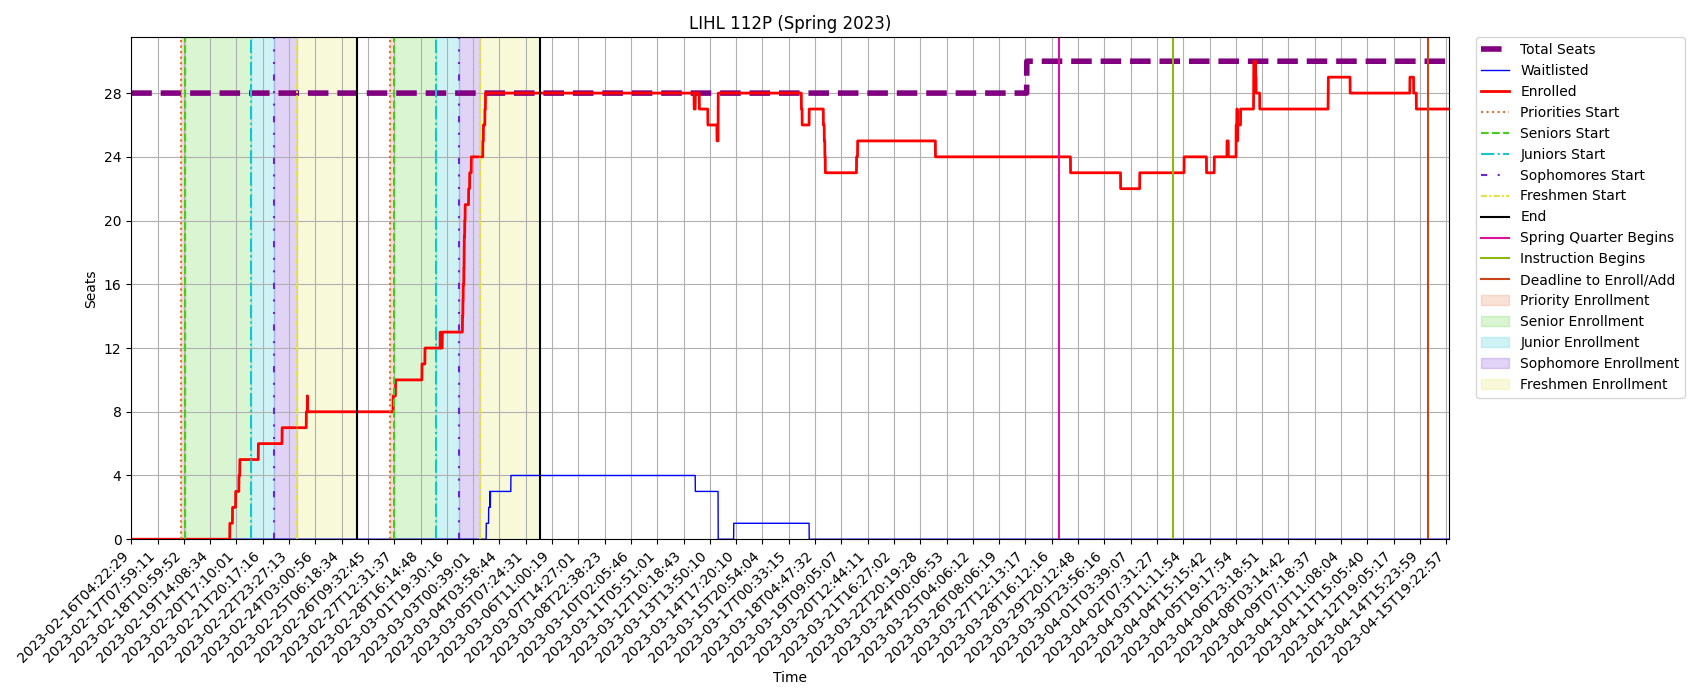 LIHL 112P (Spring 2023)
Seats
28
24
20
16
12
8
4
0
2023-02-16T04:22:29
2023-02-17T07:59:11
2023-02-18T10:59:52
2023-02-19T14:08:34
2023-02-20T17:10:01
2023-02-21T20:17:16
2023-02-22T23:27:13
2023-02-24T03:00:56
2023-02-25T06:18:34
2023-02-26T09:32:45
2023-02-27T12:31:37
2023-02-28T16:14:48
2023-03-01T19:30:16
2023-03-03T00:39:01
2023-03-04T03:58:44
2023-03-05T07:24:31
2023-03-06T11:00:19
2023-03-07T14:27:01
2023-03-08T22:38:23
2023-03-10T02:05:46
2023-03-11T05:51:01
2023-03-12T10:18:43
2023-03-13T13:50:10
2023-03-14T17:20:10
2023-03-15T20:54:04
2023-03-17T00:33:15
2023-03-18T04:47:32
2023-03-19T09:05:07
2023-03-20T12:44:11
2023-03-21T16:27:02
2023-03-22T20:19:28
2023-03-24T00:06:53
2023-03-25T04:06:12
2023-03-26T08:06:19
2023-03-27T12:13:17
2023-03-28T16:12:16
2023-03-29T20:12:48
2023-03-30T23:56:16
2023-04-01T03:39:07
2023-04-02T07:31:27
2023-04-03T11:11:54
2023-04-04T15:15:42
2023-04-05T19:17:54
2023-04-06T23:18:51
2023-04-08T03:14:42
2023-04-09T07:18:37
2023-04-10T11:08:04
2023-04-11T15:05:40
2023-04-12T19:05:17
2023-04-14T15:23:59
2023-04-15T19:22:57
Time
Total Seats
Waitlisted
Enrolled
Priorities Start
Seniors Start
Juniors Start
Sophomores Start
Freshmen Start
End
Spring Quarter Begins
Instruction Begins
Deadline to Enroll/Add
Priority Enrollment
Senior Enrollment
Junior Enrollment
Sophomore Enrollment
Freshmen Enrollment